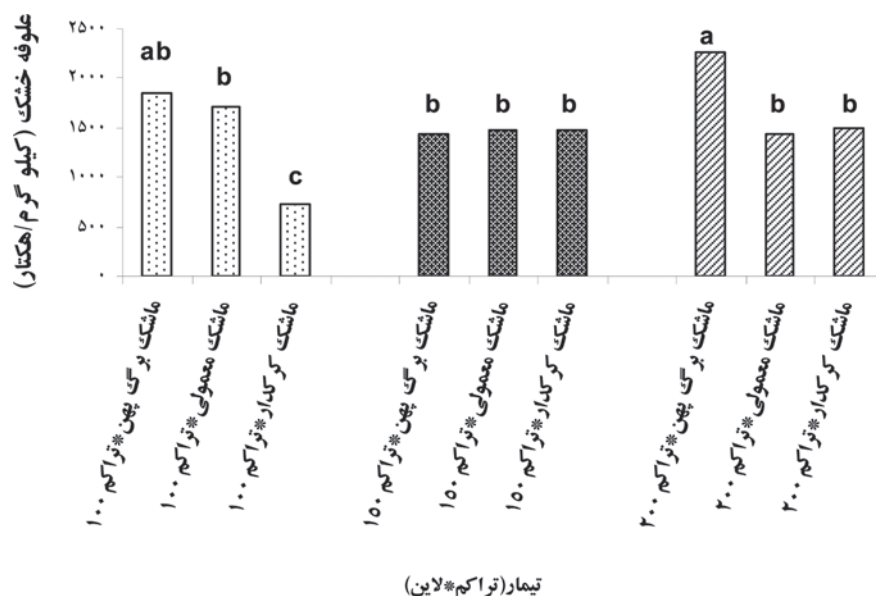 علوفه خشک (کیلو گرم/هکتار)
۲۵۰۰
۲۰۰۰
۱۵۰۰
۱۰۰۰
۵۰۰
۰
ab
b
c
b
b
b
a
b
b
ماشک برگ پهن*تراکم ۱۰۰
ماشک معمولی*تراکم ۱۰۰
ماشک کرکدار*تراکم ۱۰۰
ماشک برگ پهن*تراکم ۱۵۰
ماشک معمولی*تراکم ۱۵۰
ماشک کرکدار*تراکم ۱۵۰
ماشک برگ پهن*تراکم ۲۰۰
ماشک معمولی*تراکم ۲۰۰
ماشک کرکدار*تراکم ۲۰۰
تیمار(تراکم*لاین)